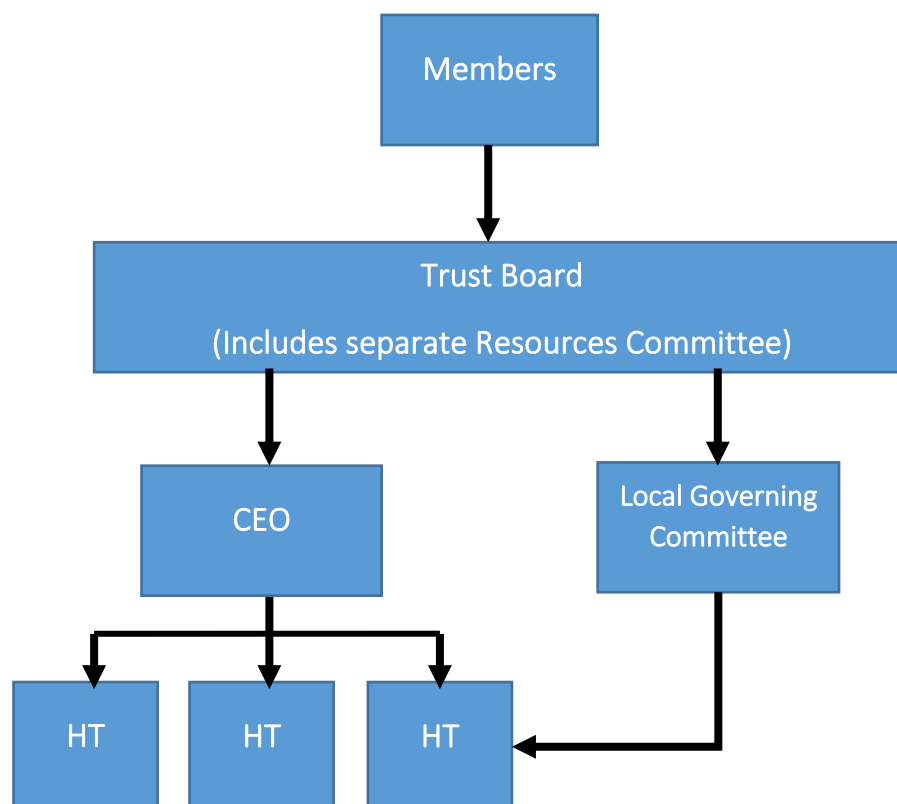 Members
Trust Board
(Includes separate Resources Committee)
CEO
Local Governing
Committee
HT
HT
HT